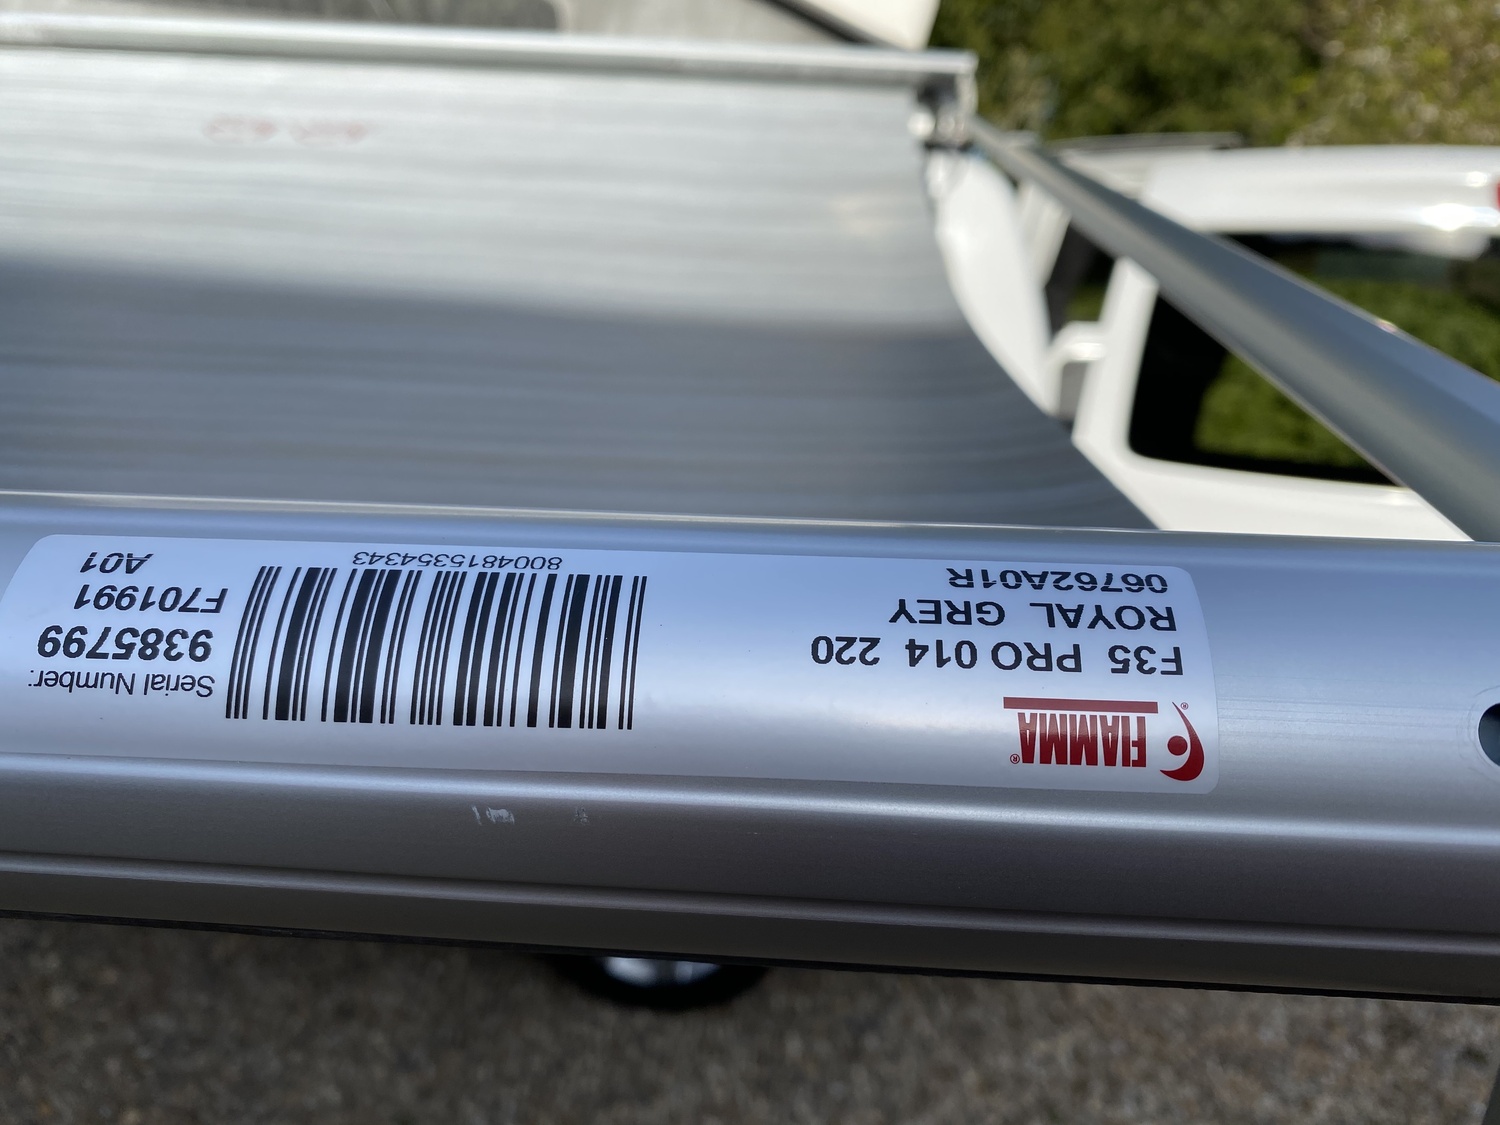 FIAMMA
F35 PRO 014 220
ROYAL GREY
06762A01R
8004815354343
Serial Number:
9385799
F701991
A01